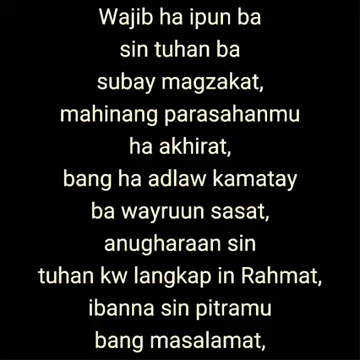 Wajib ha ipun ba
sin tuhan ba
subay magzakat,
mahinang parasahanmu
ha akhirat,
bang ha adlaw kamatay
ba wayruun sasat,
anugharaan sin
tuhan kw langkap in Rahmat,
ibanna sin pitramu
bang masalamat,